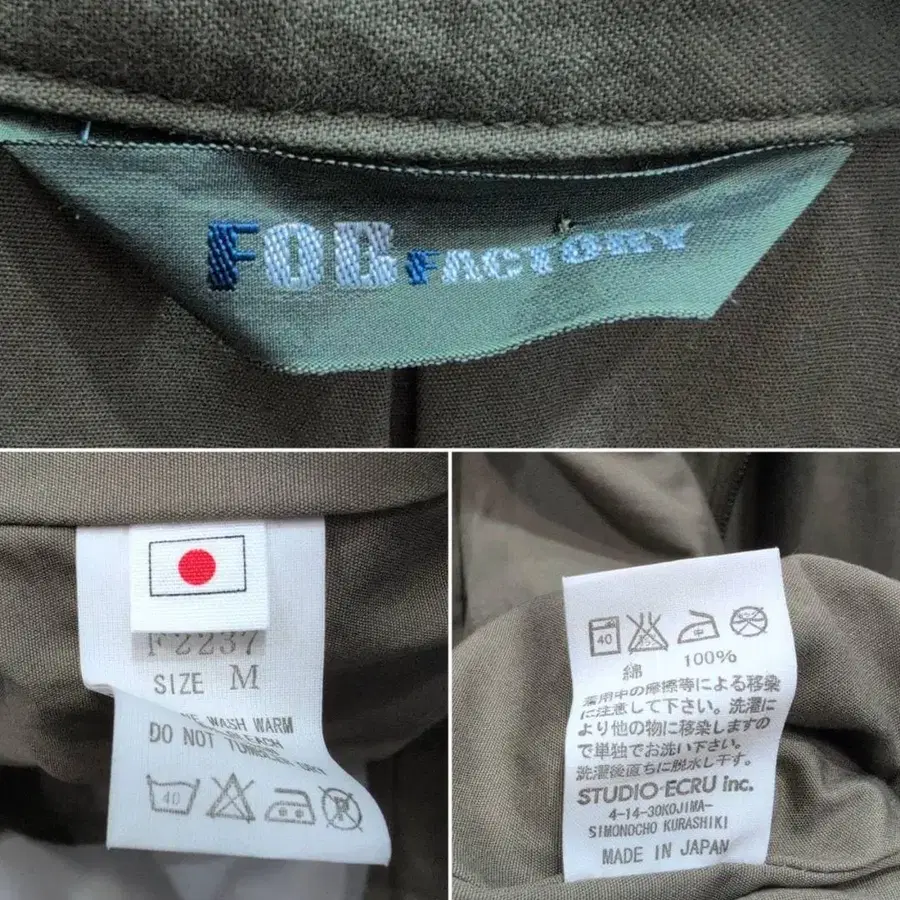 FOB FACTORY
F2237
SIZE M
WASH WARM
DO NOT TUMBLE DRY
40
40
中
綿 100%
着用中の摩擦等による移染
に注意して下さい。洗濯に
より他の物に移染しますの
で単独でお洗い下さい。
洗濯後直ちに脱水し干す。
STUDIO・ECRU inc.
4-14-30KOJIMA-
SIMONOCHO KURASHIKI
MADE IN JAPAN